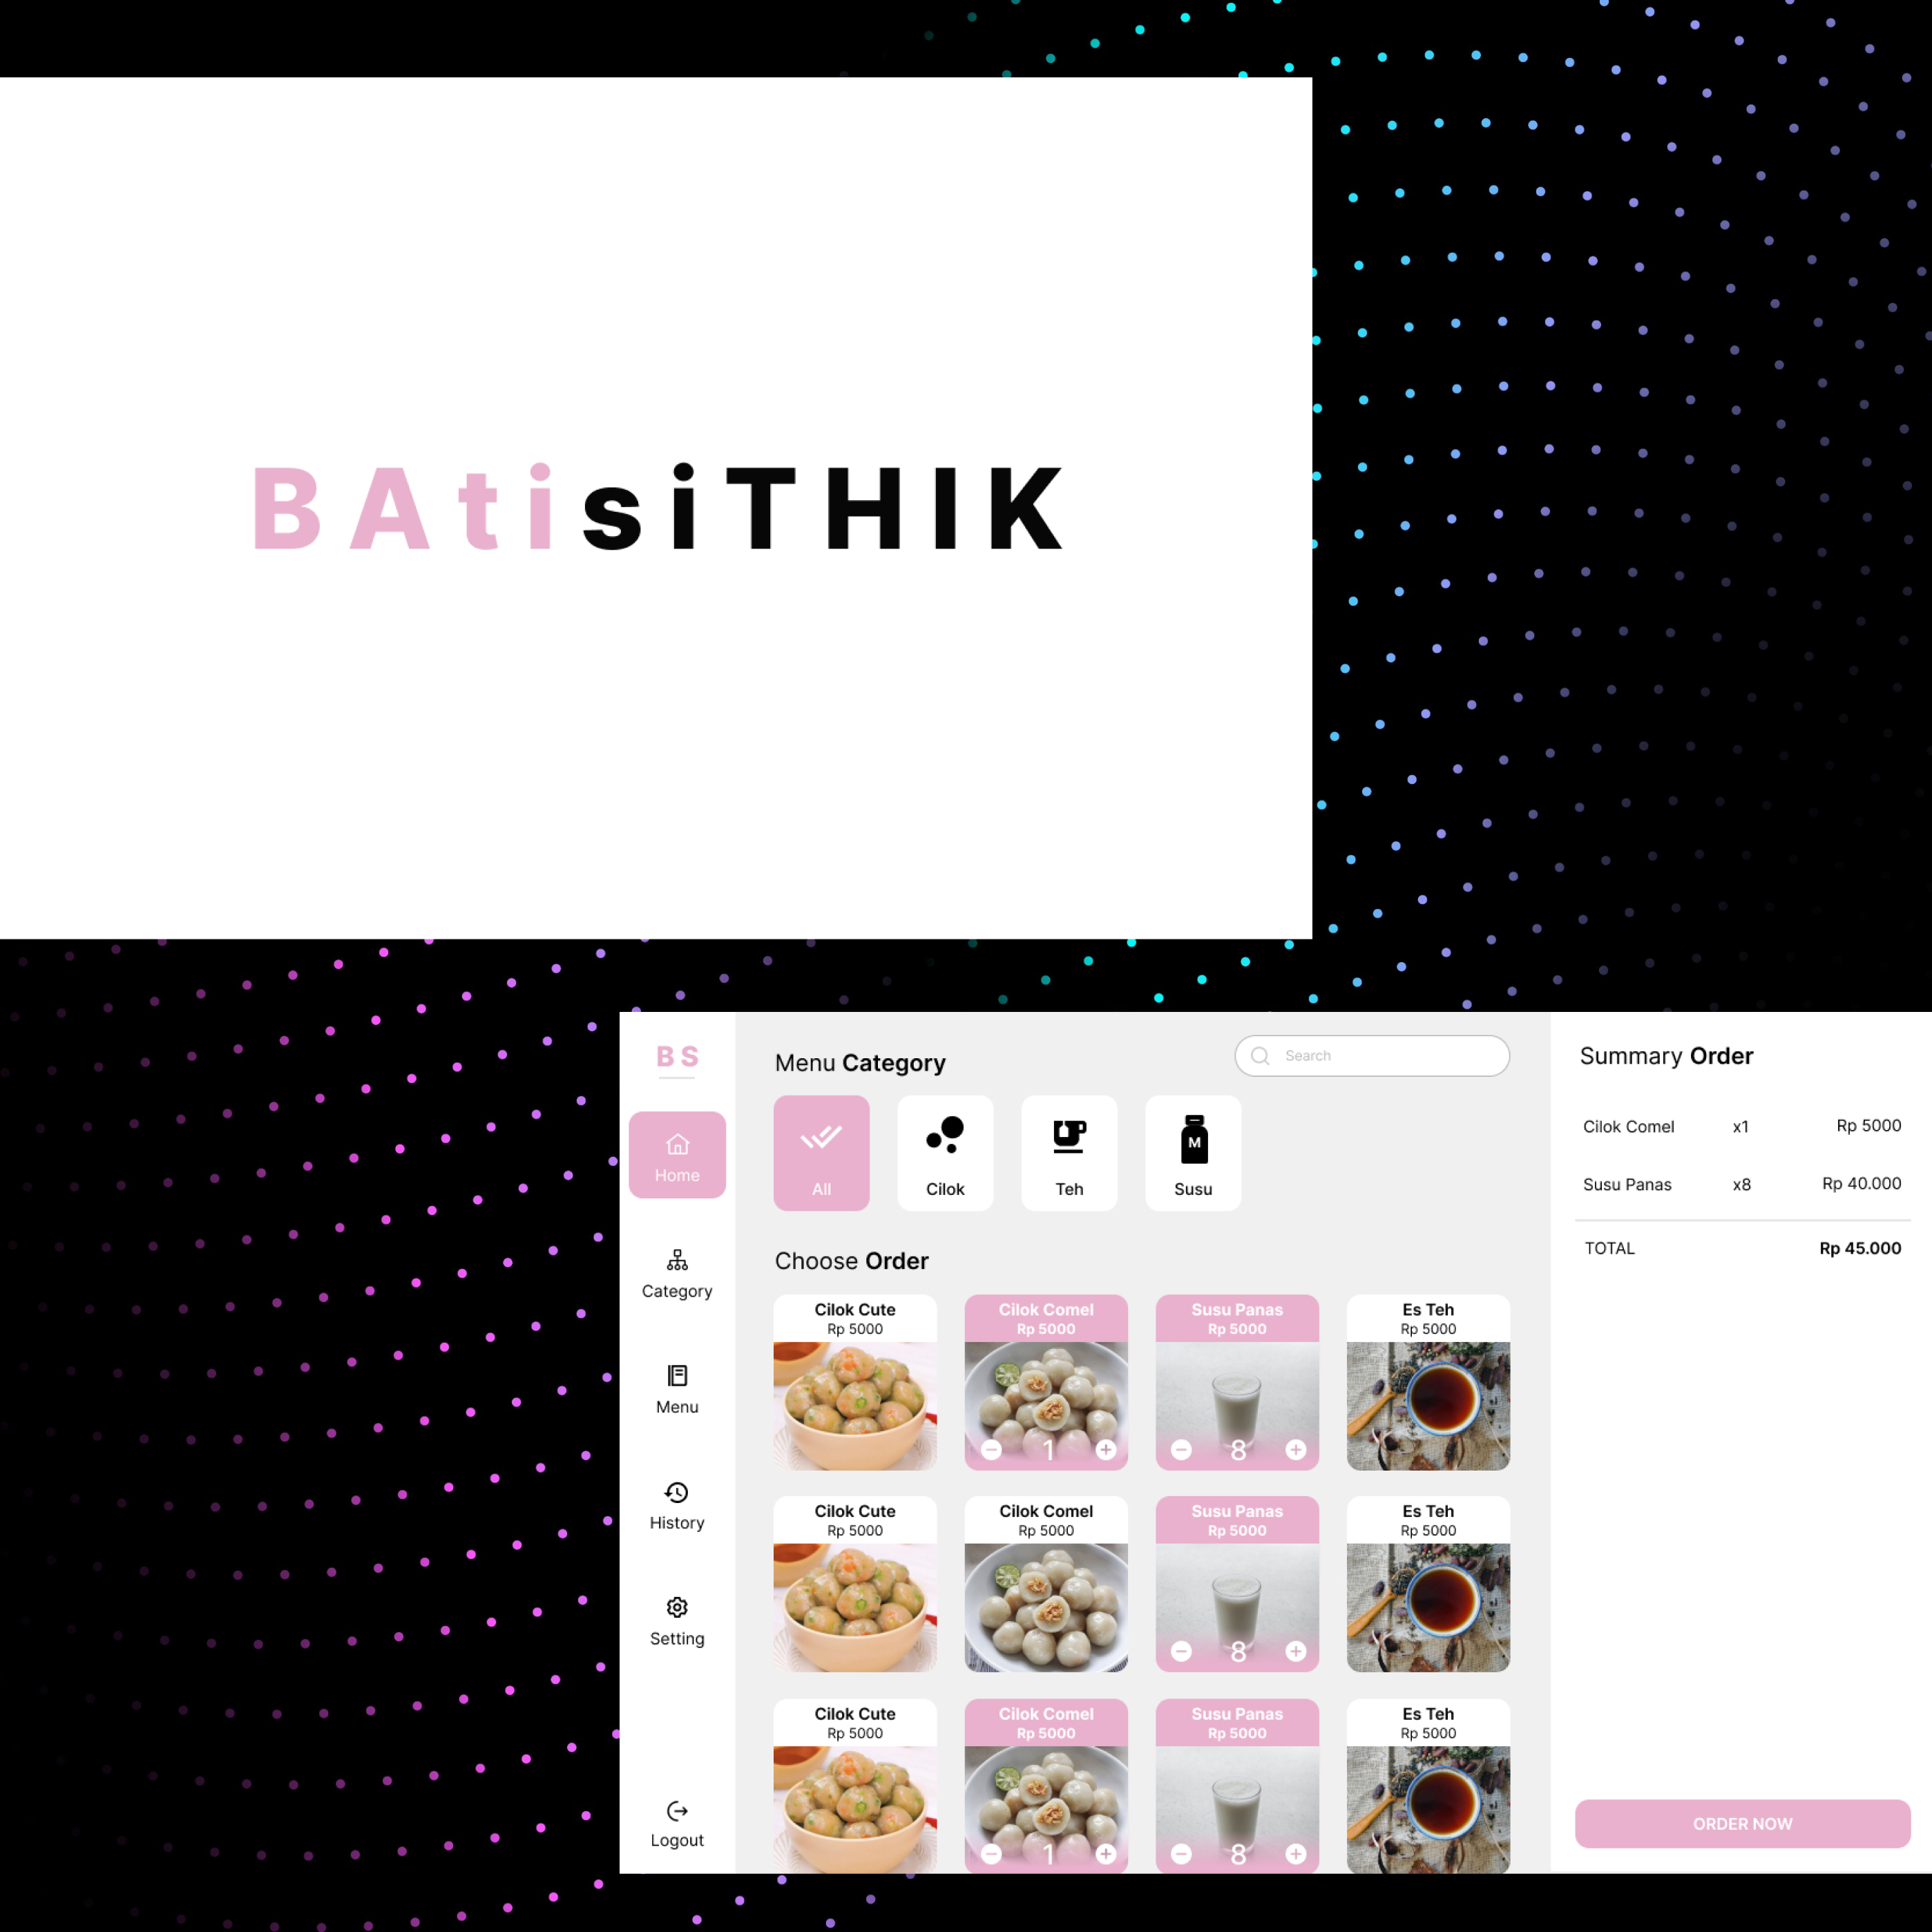 BAtisiTHIK
BS
Home
Category
Menu
History
Setting
Logout
Menu Category
Search
All
Cilok
Teh
M
Susu
Choose Order
Cilok Cute
Rp 5000
Cilok Comel
Rp 5000
1
Susu Panas
Rp 5000
8
Es Teh
Rp 5000
Cilok Cute
Rp 5000
Cilok Comel
Rp 5000
Susu Panas
Rp 5000
8
Es Teh
Rp 5000
Cilok Cute
Rp 5000
Cilok Comel
Rp 5000
1
Susu Panas
Rp 5000
8
Es Teh
Rp 5000
Summary Order
Cilok Comel x1 Rp 5000
Susu Panas x8 Rp 40.000
TOTAL Rp 45.000
ORDER NOW